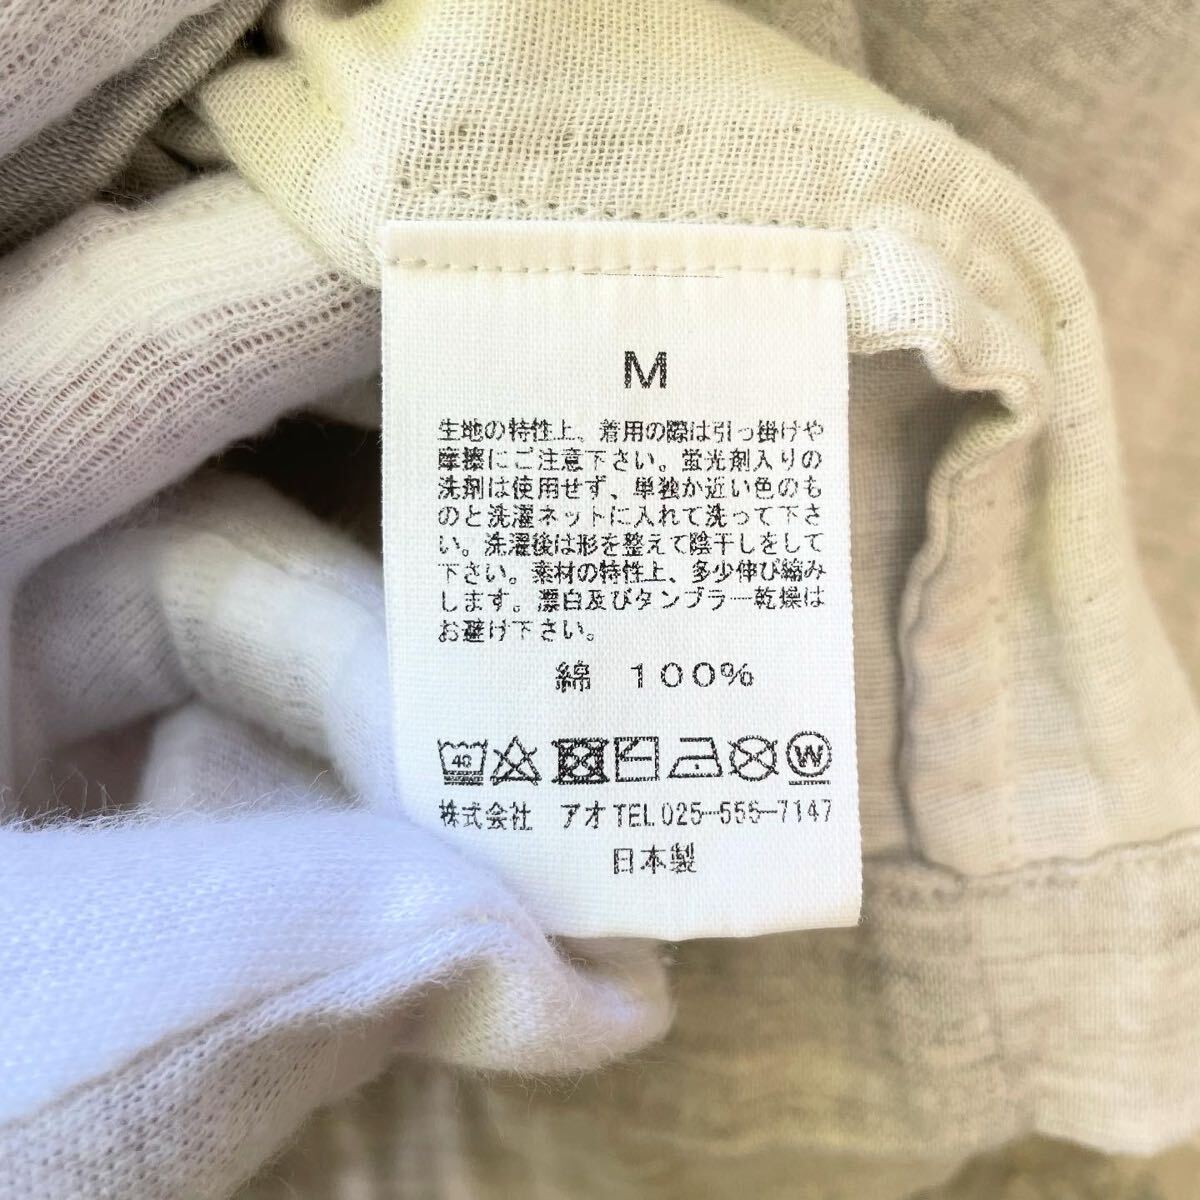 M
生地の特性上、着用の際は引っ掛けや
摩擦にご注意下さい。蛍光剤入りの
洗剤は使用せず、単独か近い色のも
のと洗濯ネットに入れて洗って下さ
い。洗濯後は形を整えて陰干しをして
下さい。素材の特性上、多少伸び縮み
します。漂白及びタンブラー乾燥は
お避け下さい。
綿 100%
40 W
株式会社 アオ TEL 025-555-7147
日本製